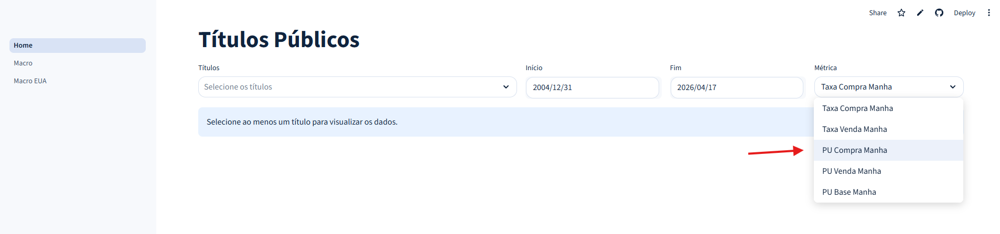 Share
Deploy
Home
Macro
Macro EUA
Títulos Públicos
Títulos
Início
Fim
Métrica
Selecione os títulos
2004/12/31
2026/04/17
Taxa Compra Manha
Selecione ao menos um título para visualizar os dados.
Taxa Compra Manha
Taxa Venda Manha
PU Compra Manha
PU Venda Manha
PU Base Manha